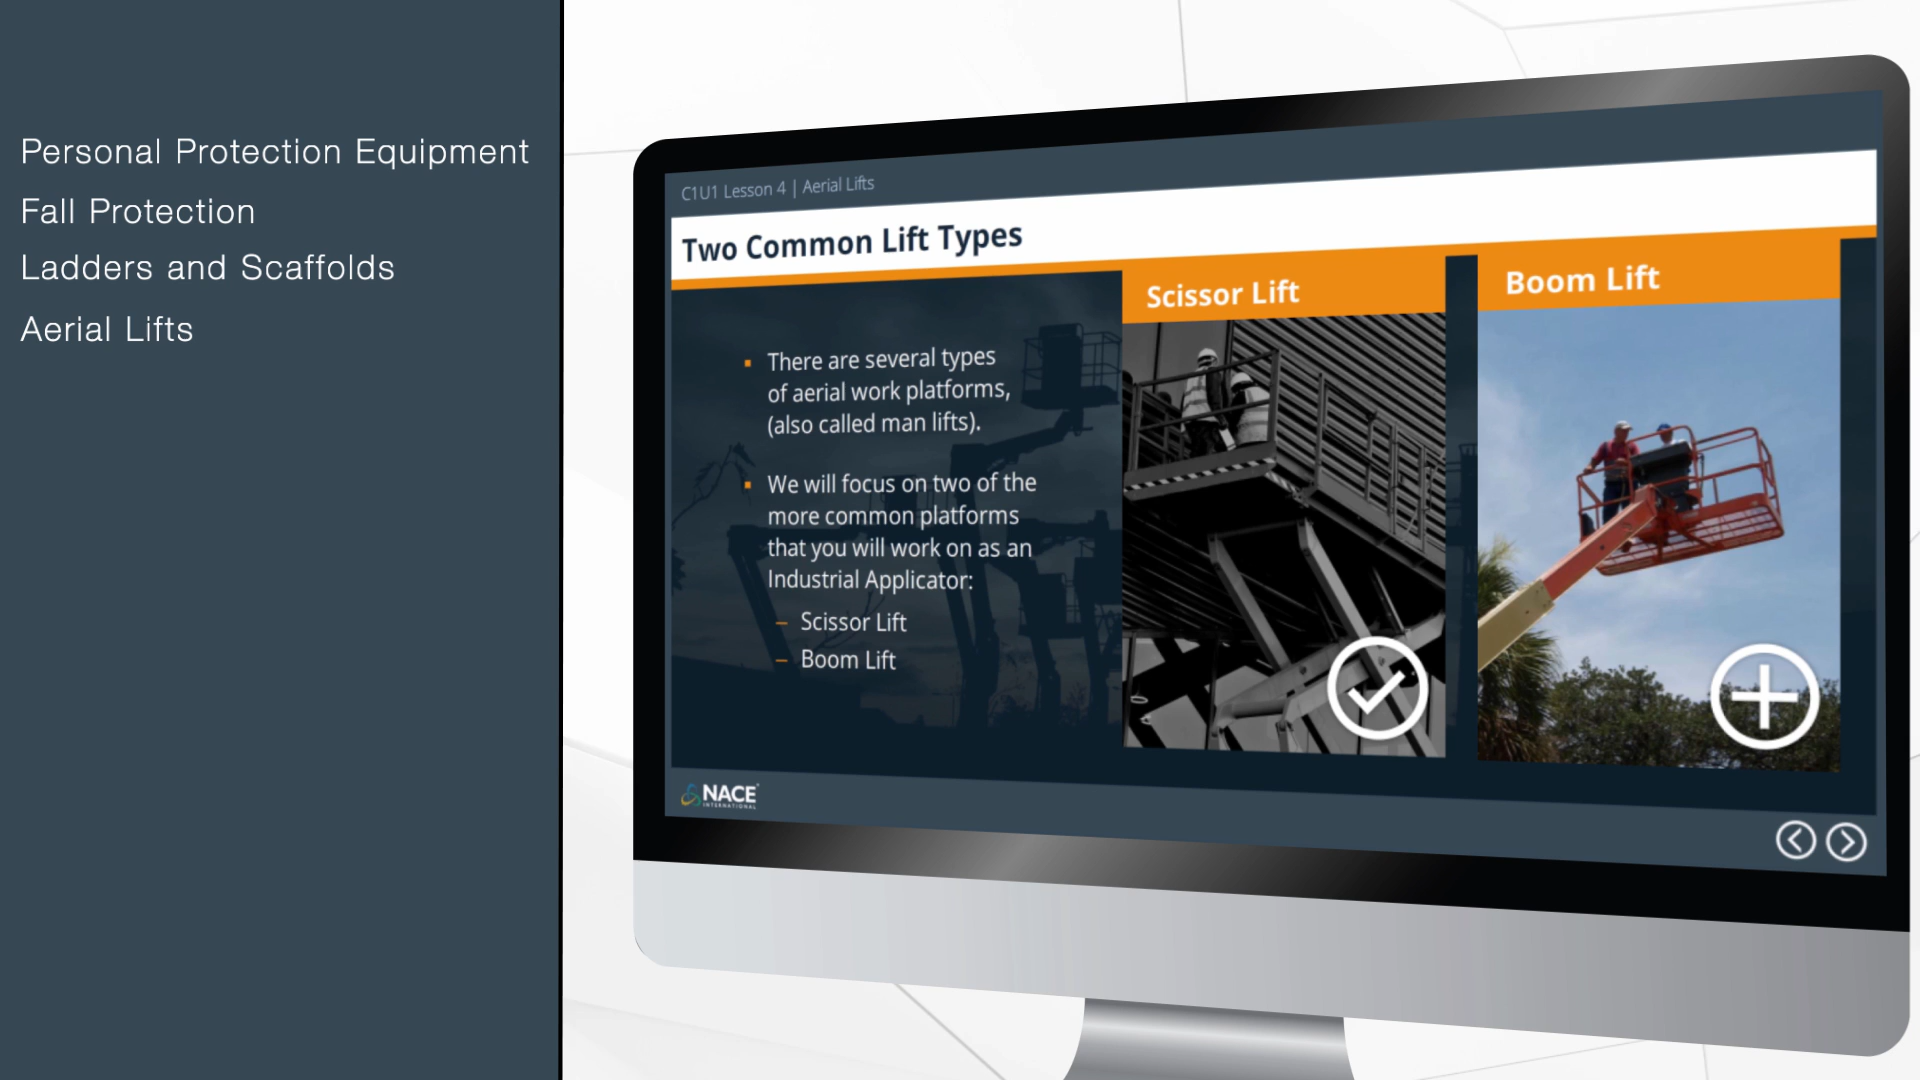 Personal Protection Equipment
Fall Protection
Ladders and Scaffolds
Aerial Lifts
C1U1 Lesson 4 | Aerial Lifts
Two Common Lift Types
▪ There are several types
of aerial work platforms,
(also called man lifts).
▪ We will focus on two of the
more common platforms
that you will work on as an
Industrial Applicator:
– Scissor Lift
– Boom Lift
Scissor Lift
Boom Lift
NACE
INTERNATIONAL